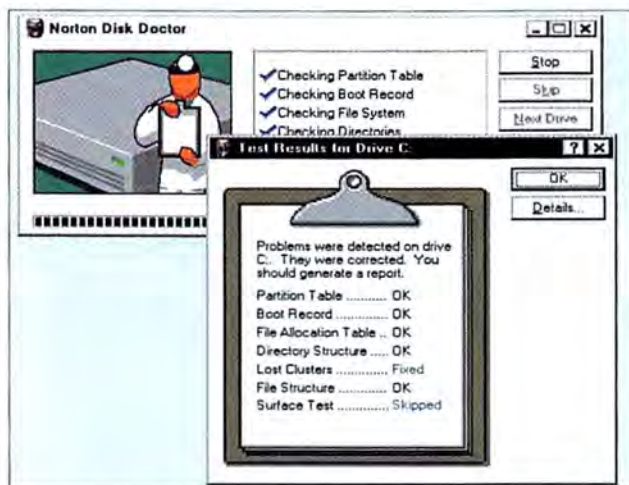 Norton Disk Doctor
Checking Partition Table
Checking Boot Record
Checking File System
Checking Directories
Stop
Skip
Next Drive
Test Results for Drive C:
OK
Details...
Problems were detected on drive
C:. They were corrected. You
should generate a report.
Partition Table ............ OK
Boot Record ............... OK
File Allocation Table .. OK
Directory Structure ..... OK
Lost Clusters .............. Fixed
File Structure .............. OK
Surface Test .............. Skipped